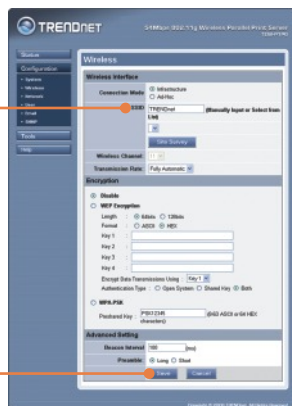 TRENDNET
54Mbps 802.11g Wireless Parallel Print Server
Status
Configuration
System
Wireless
Network
User
Email
SNMP
Tools
Help
Wireless
Wireless Interface
Connection Mode
Infrastructure
Ad-Hoc
SSID
TRENDnet
(Manually Input or Select from List)
Site Survey
Wireless Channel
Transmission Rate: Fully Automatic
Encryption
Disable
WEP Encryption
Length : 64bits 128bits
Format : ASCII HEX
Key 1 :
Key 2 :
Key 3 :
Key 4 :
Encrypt Data Transmissions Using : Key 1
Authentication Type : Open System Shared Key Both
WPA-PSK
Preshared Key : PSK12345 (8~63 ASCII or 64 HEX characters)
Advanced Setting
Beacon Interval 100 (ms)
Preamble: Long Short
Save Cancel